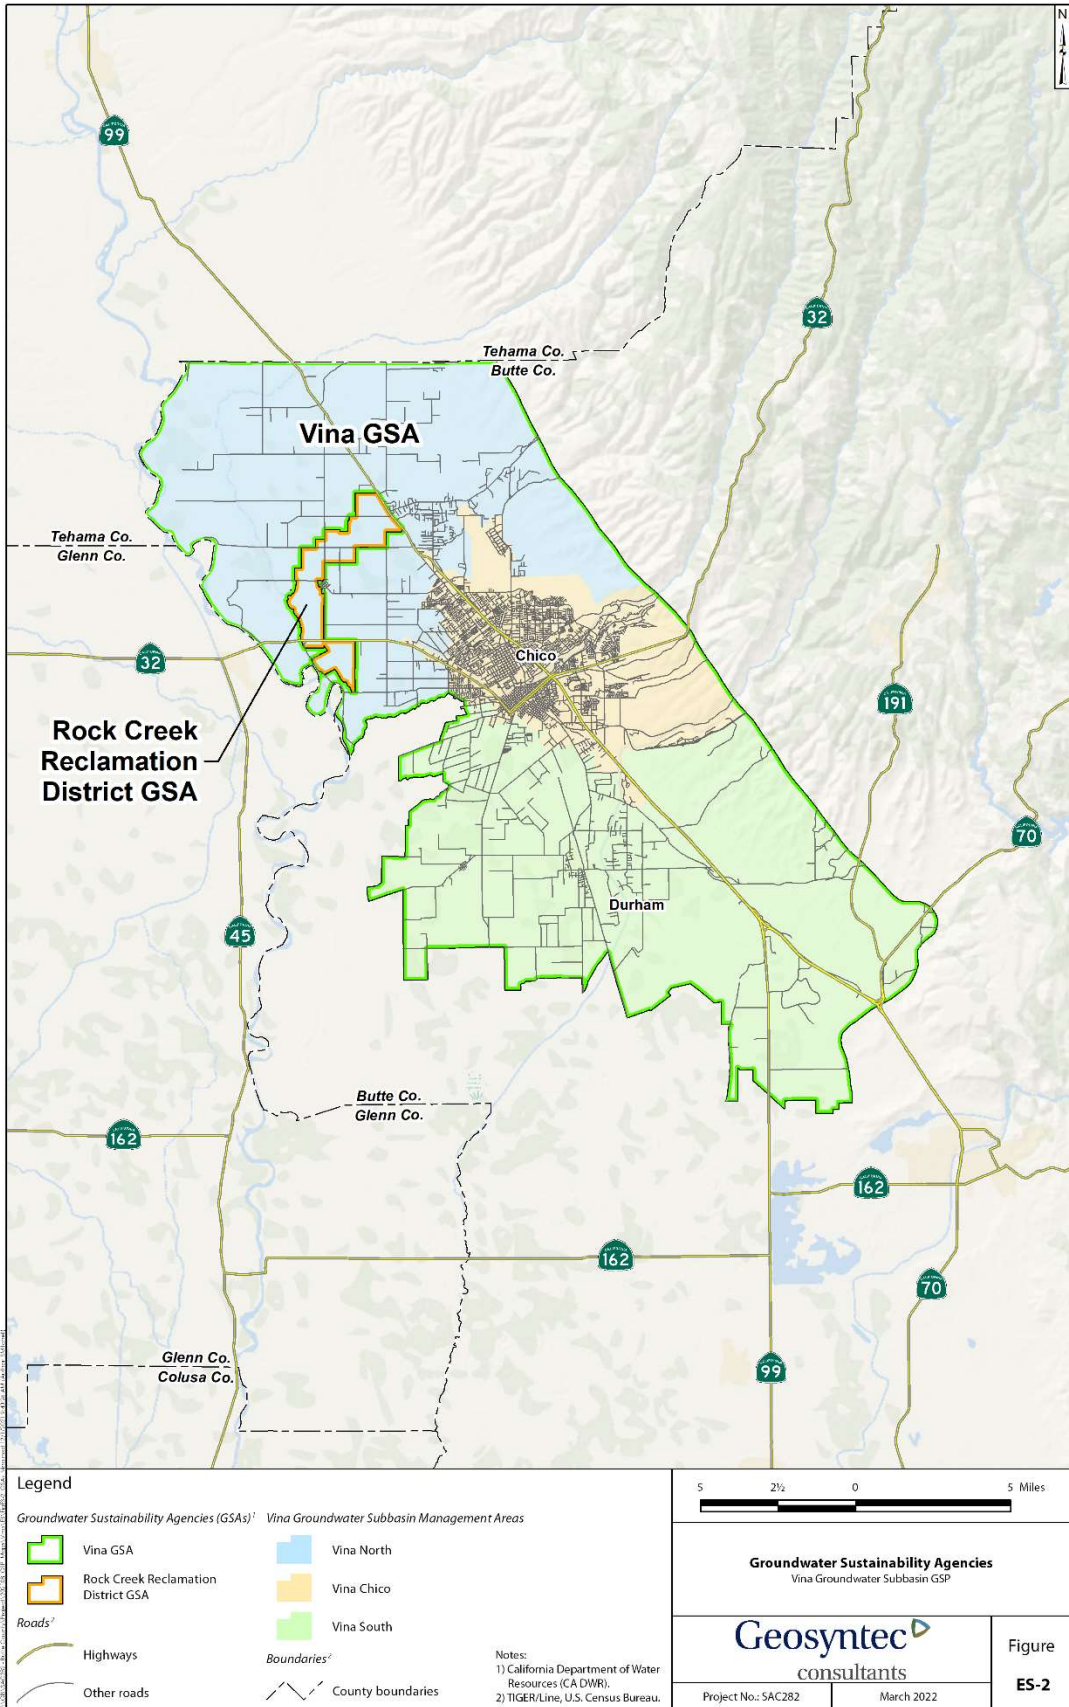 N
99
32
Tehama Co.
Butte Co.
Vina GSA
Tehama Co.
Glenn Co.
32
Chico
191
Rock Creek
Reclamation
District GSA
70
Durham
45
Butte Co.
Glenn Co.
162
162
162
70
Glenn Co.
Colusa Co.
99
Legend
Groundwater Sustainability Agencies (GSAs)¹
Vina GSA
Rock Creek Reclamation
District GSA
Roads²
Highways
Other roads
Vina Groundwater Subbasin Management Areas
Vina North
Vina Chico
Vina South
Boundaries²
County boundaries
Notes:
1) California Department of Water
Resources (CA DWR).
2) TIGER/Line, U.S. Census Bureau.
5 2½ 0 5 Miles
Groundwater Sustainability Agencies
Vina Groundwater Subbasin GSP
Geosyntec
consultants
Project No.: SAC282
March 2022
Figure
ES-2